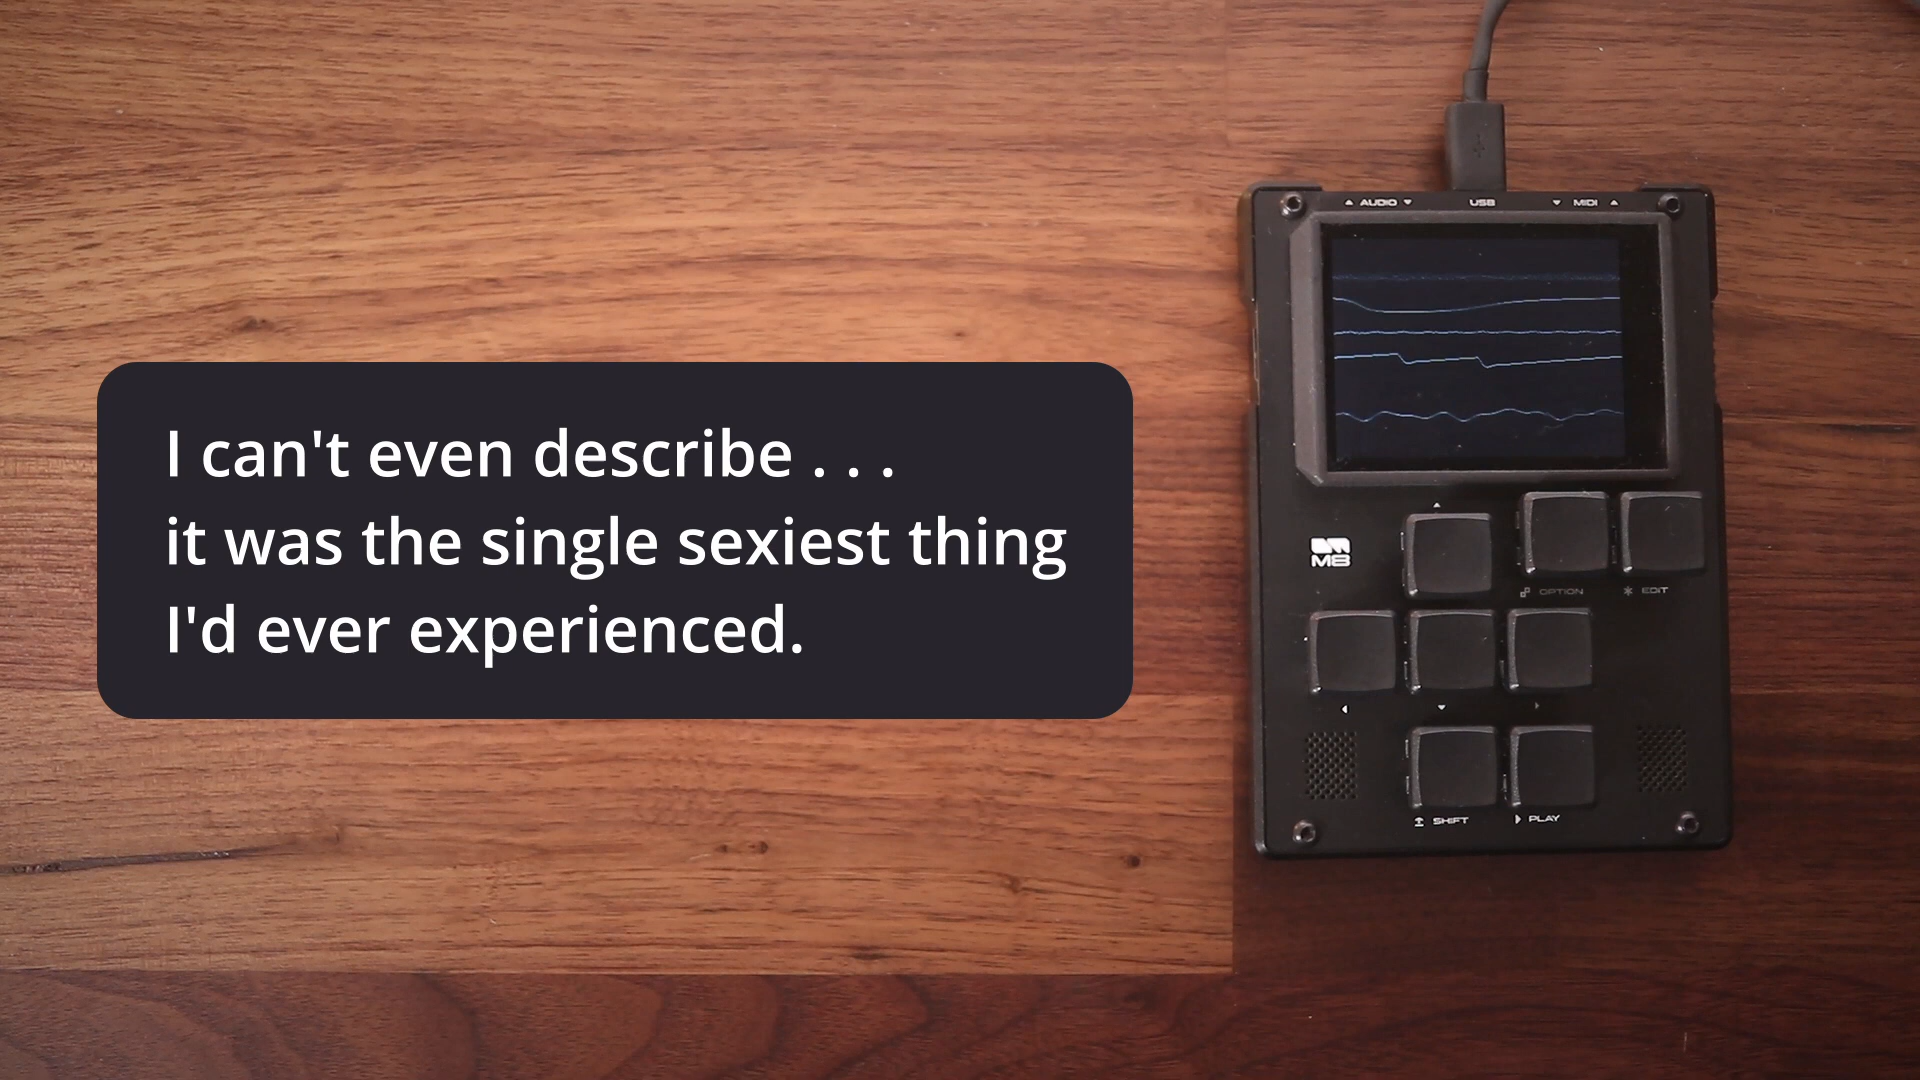 I can't even describe . . .
it was the single sexiest thing
I'd ever experienced.
AUDIO USB MIDI
M8
OPTION EDIT
SHIFT PLAY